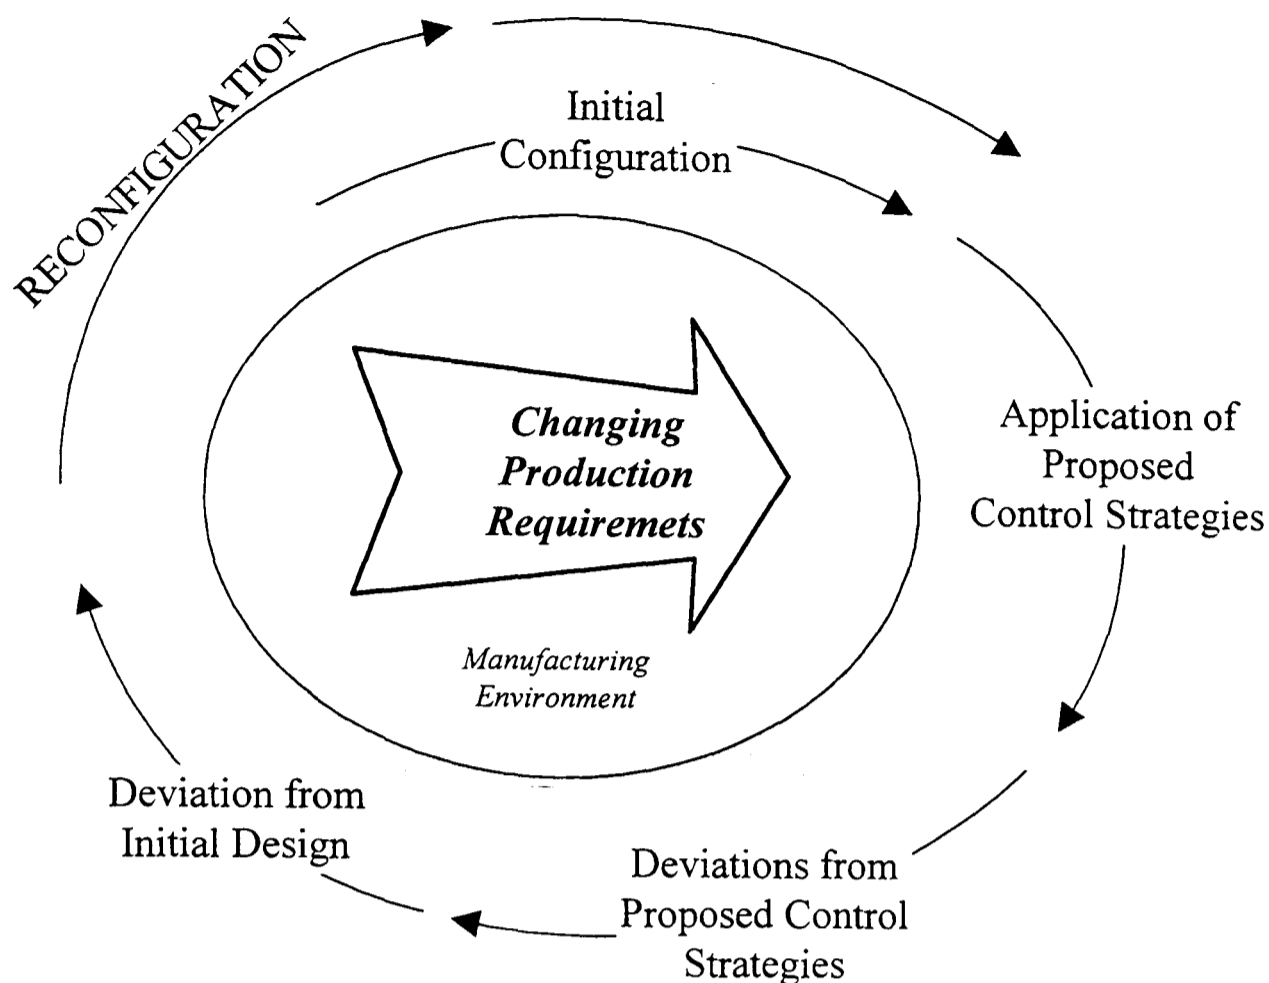 RECONFIGURATION
Initial
Configuration
Application of
Proposed
Control Strategies
Changing
Production
Requiremets
Manufacturing
Environment
Deviation from
Initial Design
Deviations from
Proposed Control
Strategies